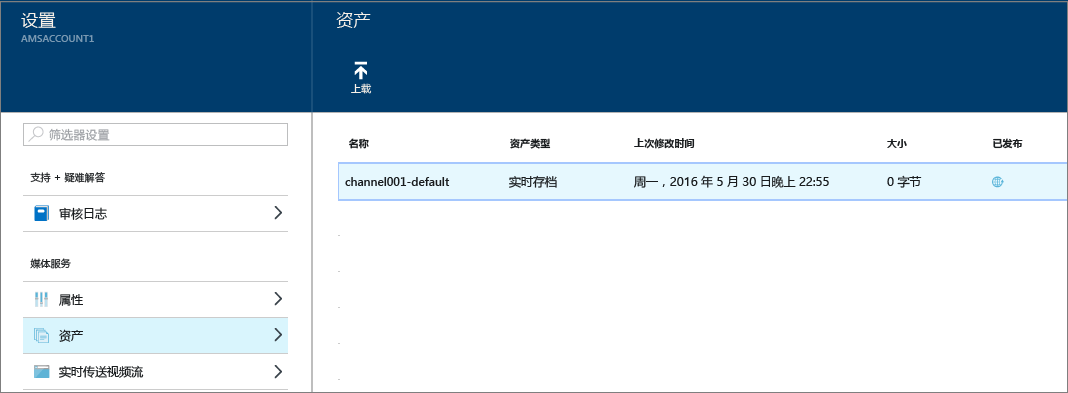 设置
AMSACCOUNT1
筛选器设置
支持 + 疑难解答
审核日志
媒体服务
属性
资产
实时传送视频流
资产
上载
名称 资产类型 上次修改时间 大小 已发布
channel001-default 实时存档 周一，2016 年 5 月 30 日晚上 22:55 0 字节